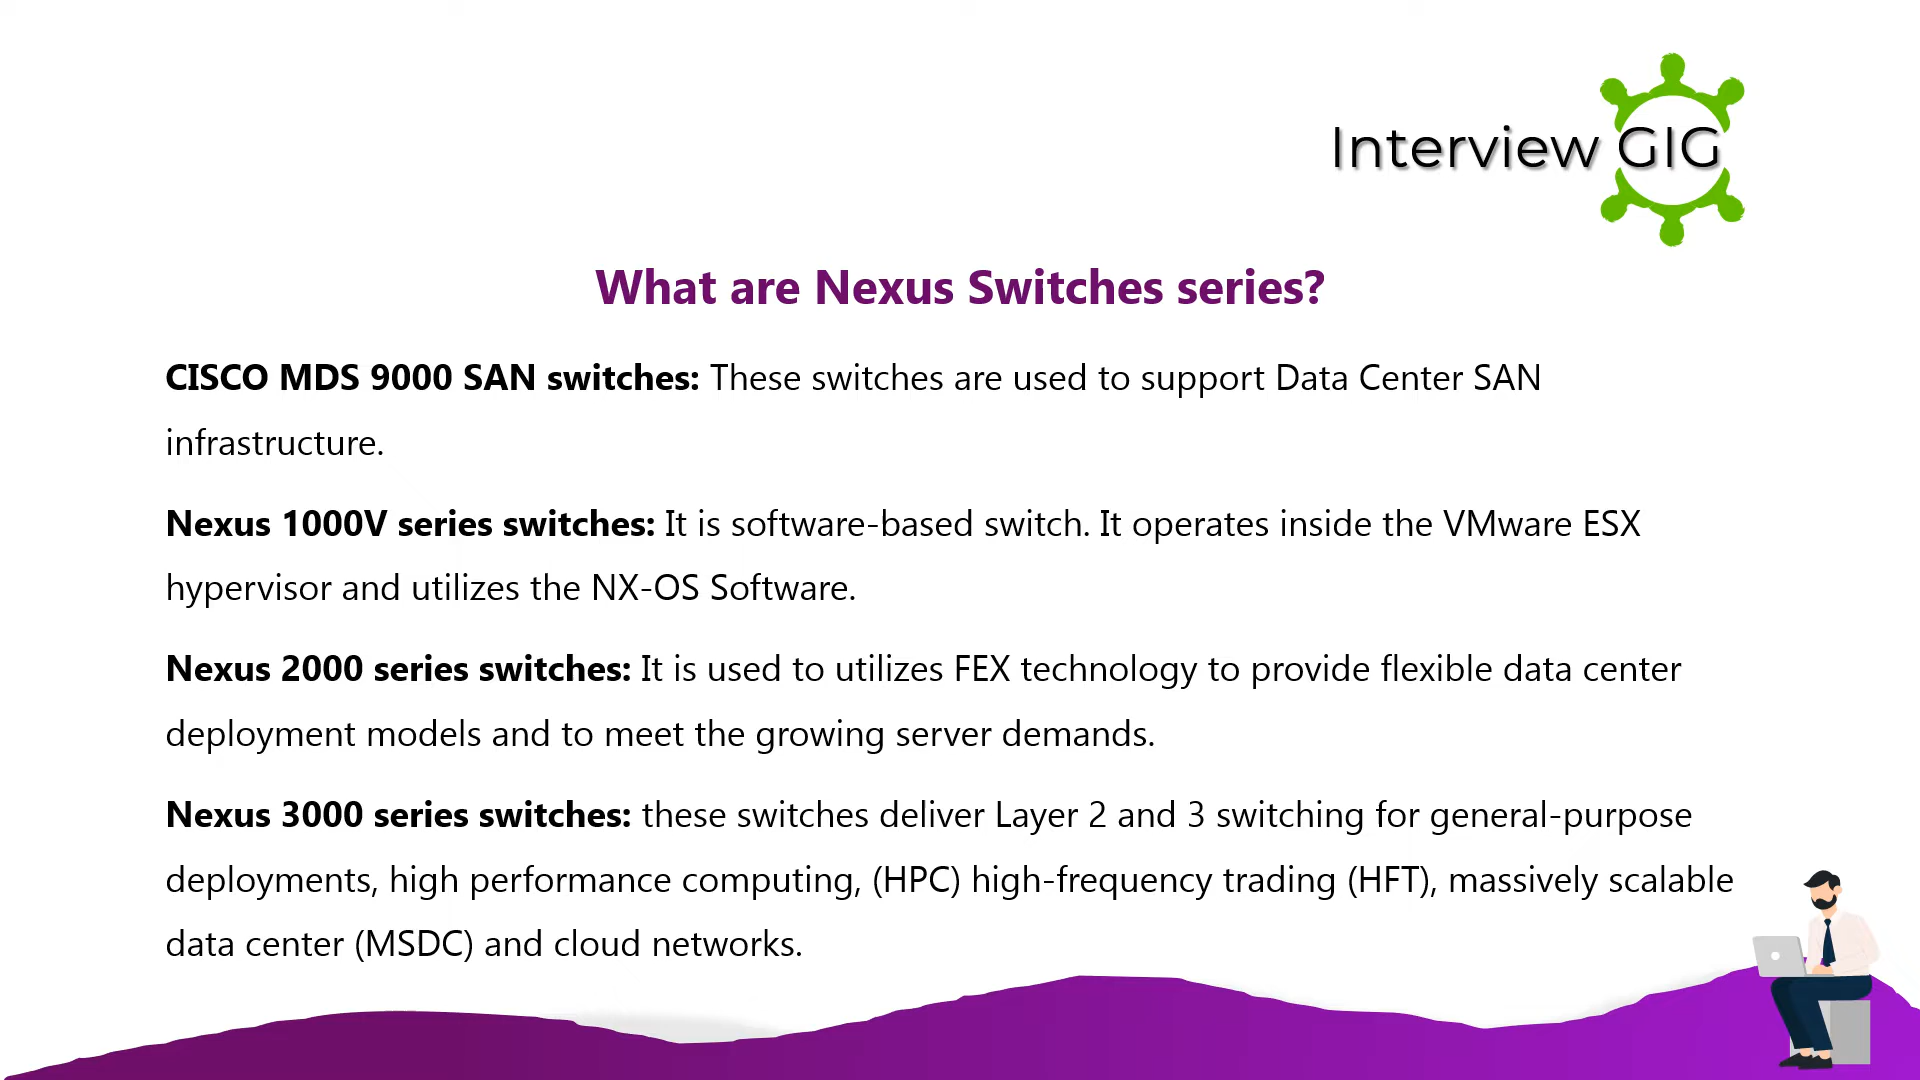 Interview GIG
What are Nexus Switches series?
CISCO MDS 9000 SAN switches: These switches are used to support Data Center SAN
infrastructure.
Nexus 1000V series switches: It is software-based switch. It operates inside the VMware ESX
hypervisor and utilizes the NX-OS Software.
Nexus 2000 series switches: It is used to utilizes FEX technology to provide flexible data center
deployment models and to meet the growing server demands.
Nexus 3000 series switches: these switches deliver Layer 2 and 3 switching for general-purpose
deployments, high performance computing, (HPC) high-frequency trading (HFT), massively scalable
data center (MSDC) and cloud networks.